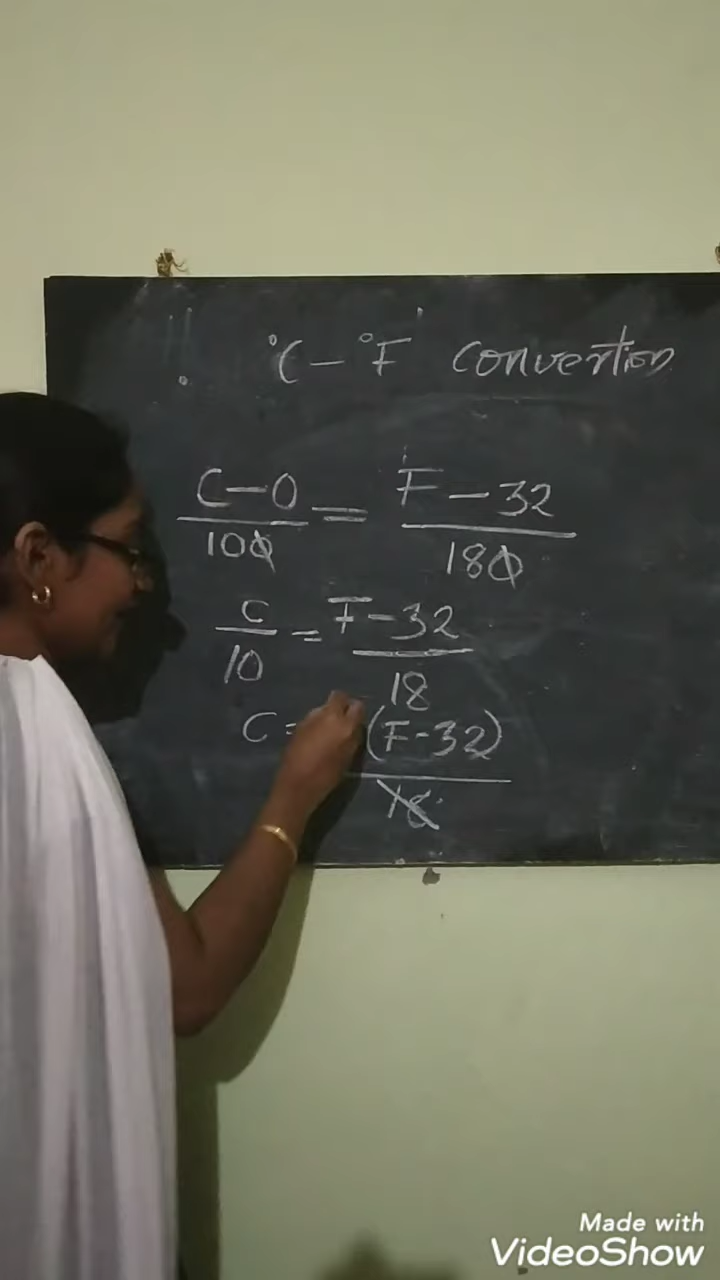 °C - °F convertion
C-0 = F-32
100 180
C = F-32
10 18
C = (F-32)
18
Made with
VideoShow